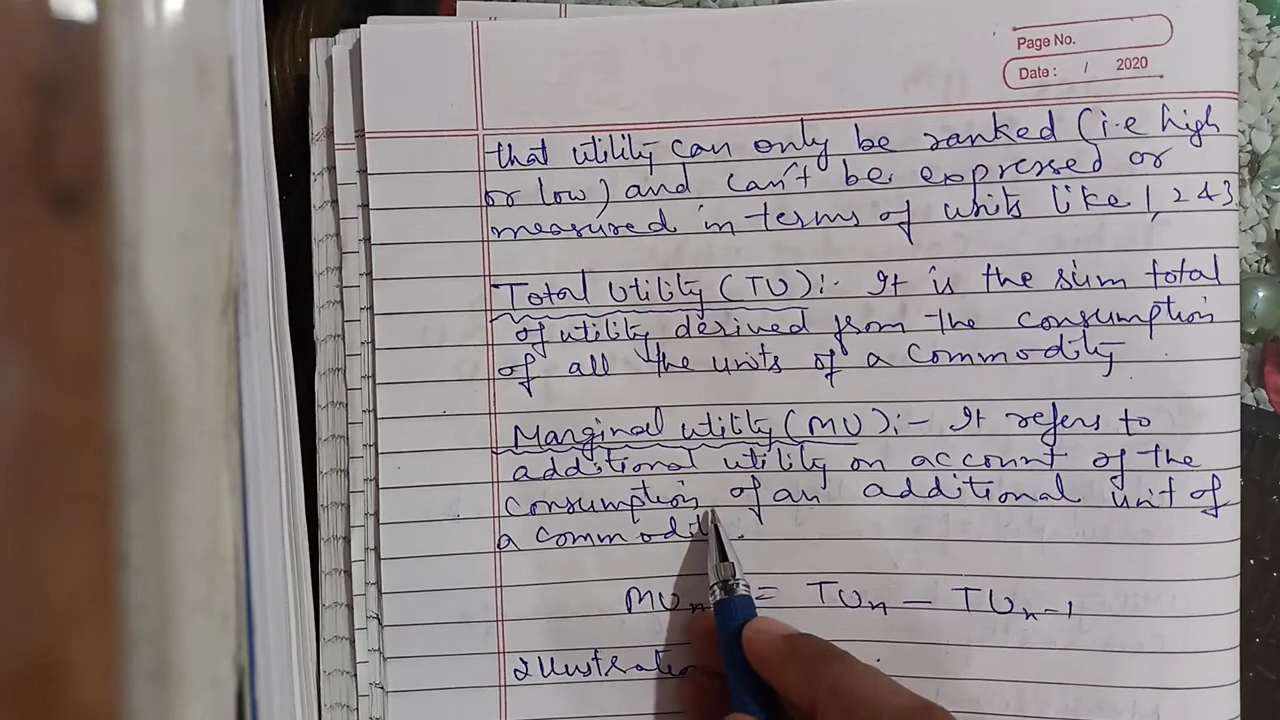 Page No.
Date : / 2020
that utility can only be ranked (i.e high
or low) and can't be expressed or
measured in terms of units like 1, 2 & 3
Total Utility (TU):- It is the sum total
of utility derived from the consumption
of all the units of a commodity.
Marginal utility (MU):- It refers to
additional utility on account of the
consumption of an additional unit of
a commodity.
MUn = TUn - TUn-1